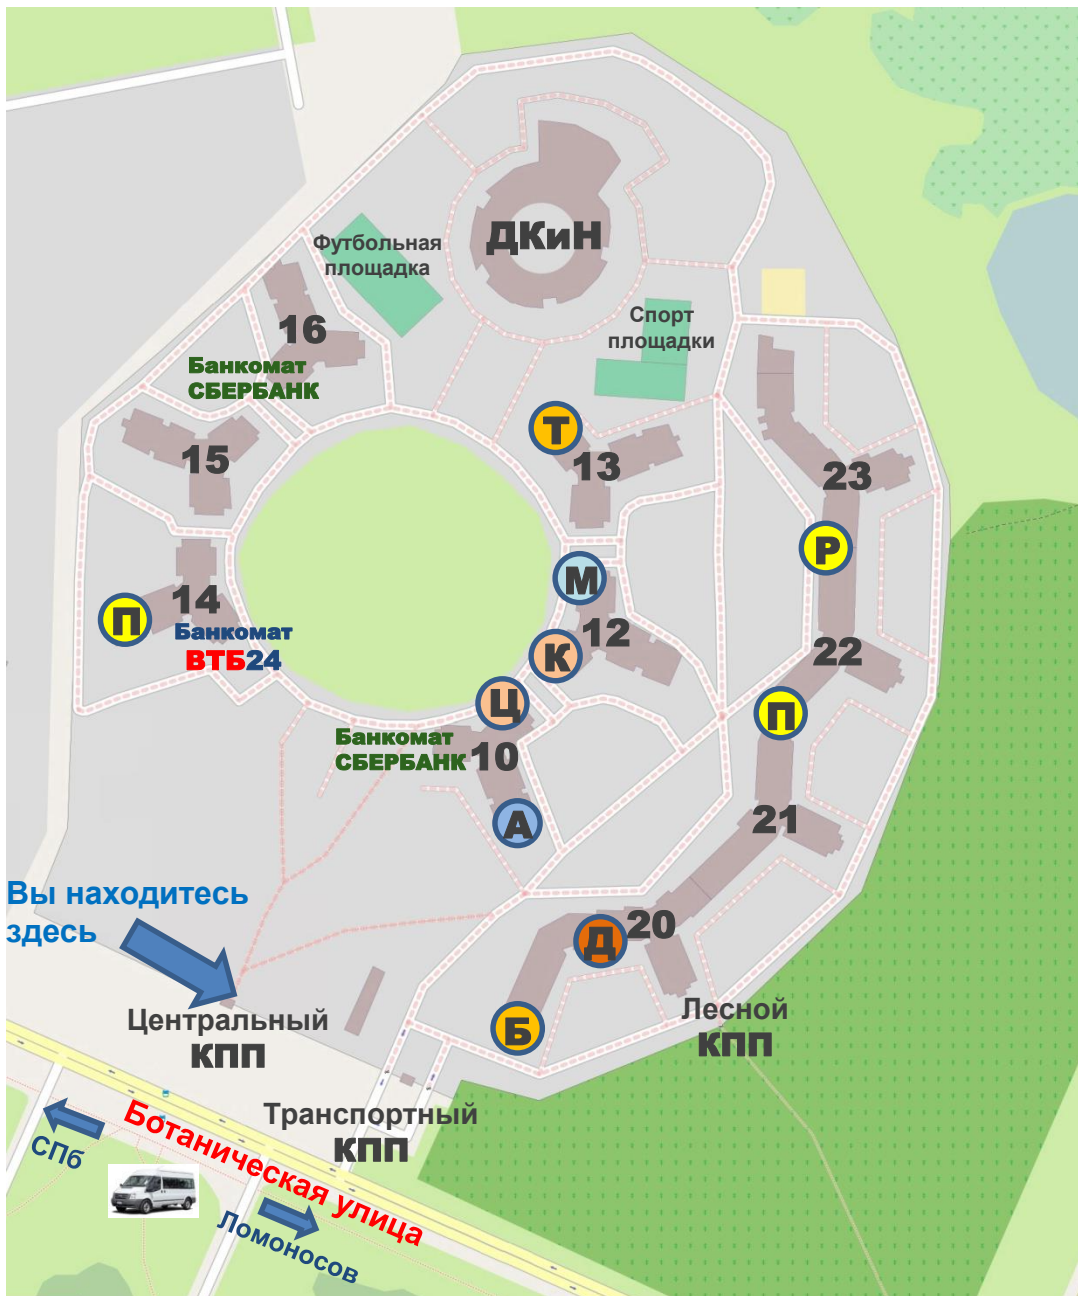 ДКиН
Футбольная
площадка
16
Спорт
площадки
Банкомат
СБЕРБАНК
Т
15
13
23
Р
М
14
П
Банкомат
ВТБ24
12
К
22
Ц
П
Банкомат
СБЕРБАНК
10
А
21
Вы находитесь
здесь
20
Д
Б
Центральный
КПП
Лесной
КПП
Транспортный
КПП
Ботаническая улица
СПб
Ломоносов